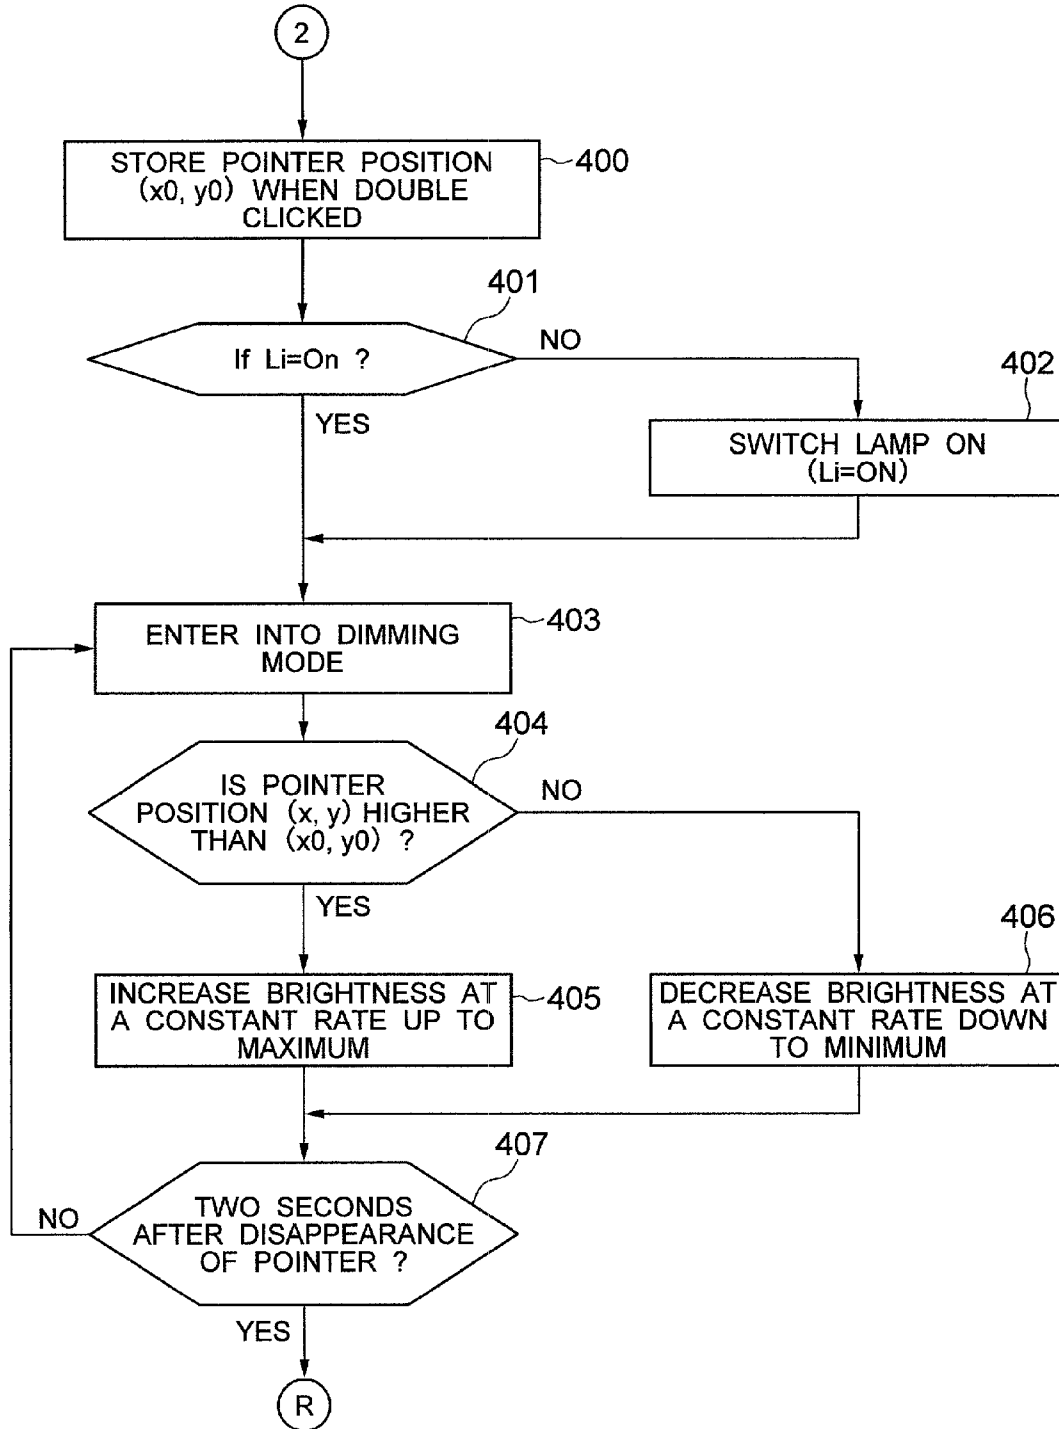 2
STORE POINTER POSITION
(x0, y0) WHEN DOUBLE
CLICKED
400
401
If Li=On ?
NO
YES
402
SWITCH LAMP ON
(Li=ON)
ENTER INTO DIMMING
MODE
403
404
IS POINTER
POSITION (x, y) HIGHER
THAN (x0, y0) ?
NO
YES
406
INCREASE BRIGHTNESS AT
A CONSTANT RATE UP TO
MAXIMUM
405
DECREASE BRIGHTNESS AT
A CONSTANT RATE DOWN
TO MINIMUM
407
TWO SECONDS
AFTER DISAPPEARANCE
OF POINTER ?
NO
YES
R